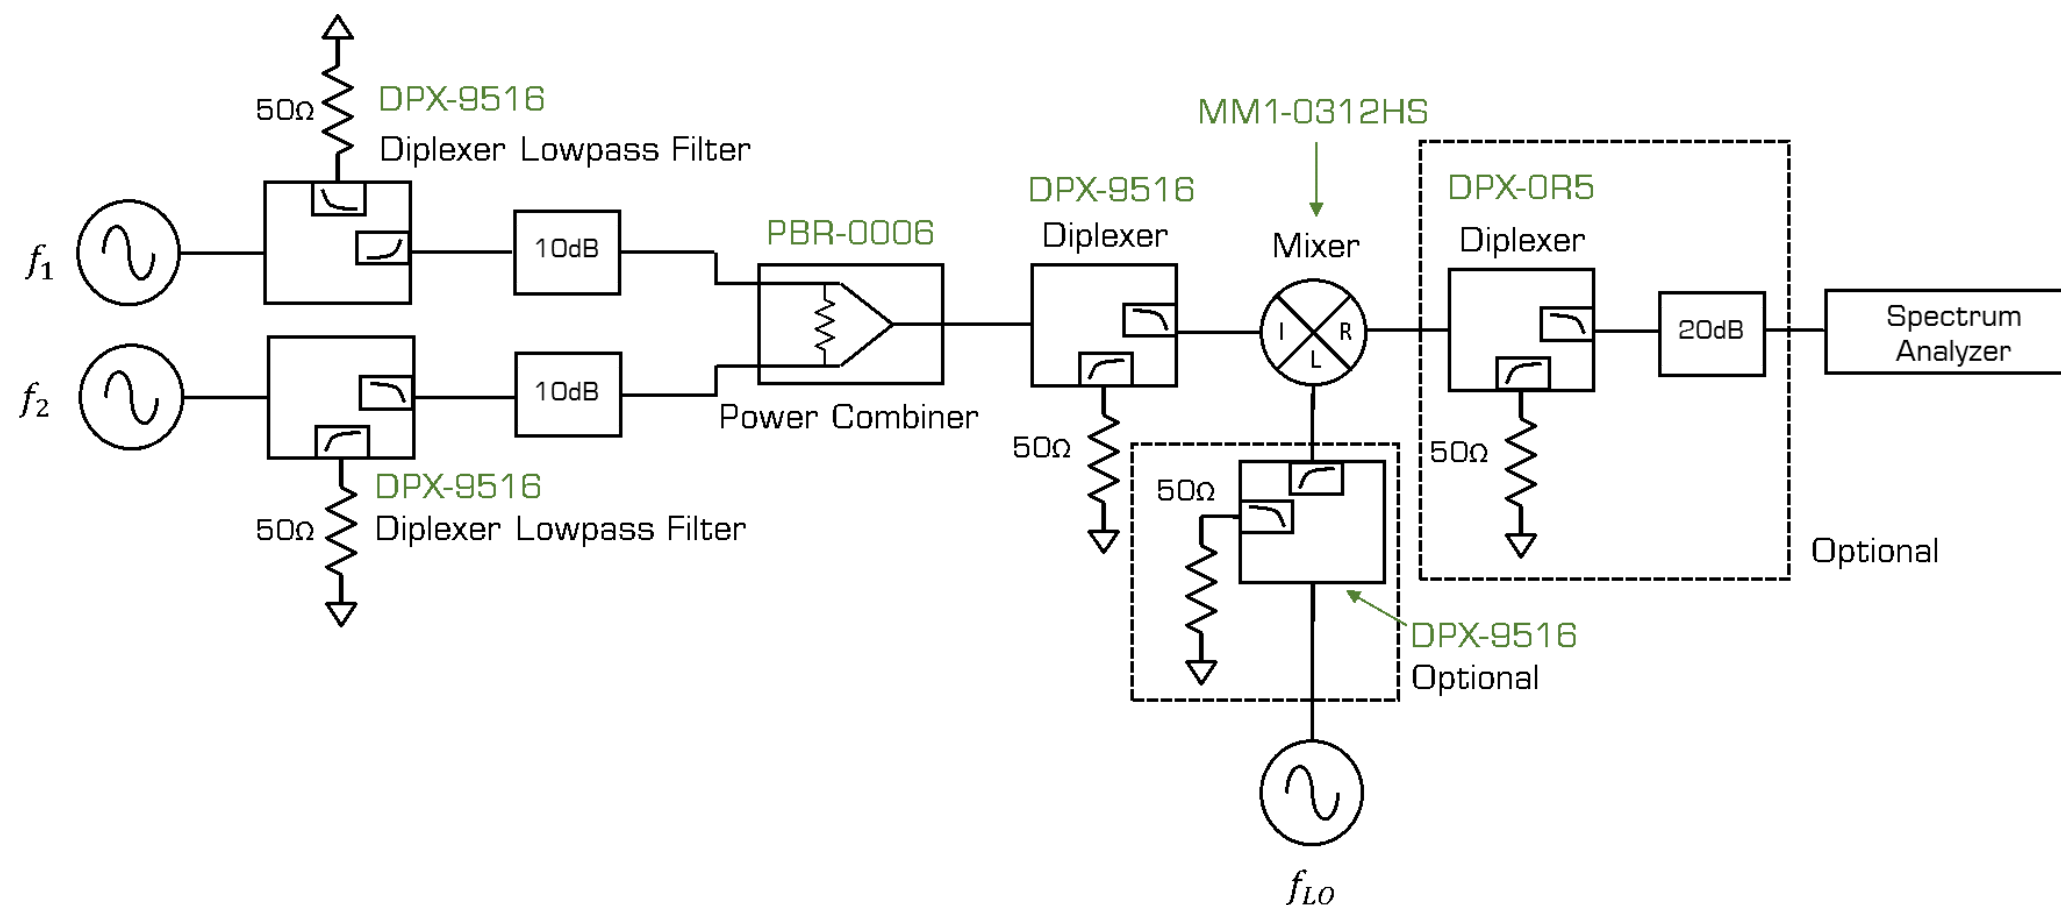 50Ω
DPX-9516
Diplexer Lowpass Filter
f₁
10dB
f₂
10dB
50Ω
DPX-9516
Diplexer Lowpass Filter
PBR-0006
Power Combiner
DPX-9516
Diplexer
50Ω
MM1-0312HS
Mixer
I
R
L
50Ω
DPX-9516
Optional
f_LO
DPX-0R5
Diplexer
50Ω
20dB
Optional
Spectrum
Analyzer